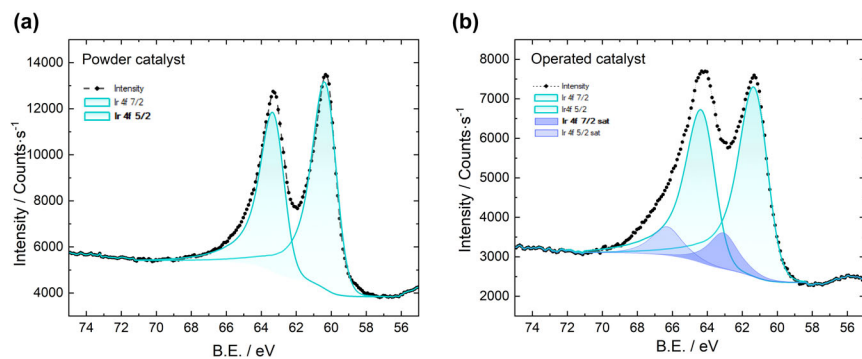 (a)
Powder catalyst
Intensity
Ir 4f 7/2
Ir 4f 5/2
Intensity / Counts·s⁻¹
14000
12000
10000
8000
6000
4000
74 72 70 68 66 64 62 60 58 56
B.E. / eV
(b)
Operated catalyst
Intensity
Ir 4f 7/2
Ir 4f 5/2
Ir 4f 7/2 sat
Ir 4f 5/2 sat
Intensity / Counts·s⁻¹
8000
7000
6000
5000
4000
3000
2000
74 72 70 68 66 64 62 60 58 56
B.E. / eV